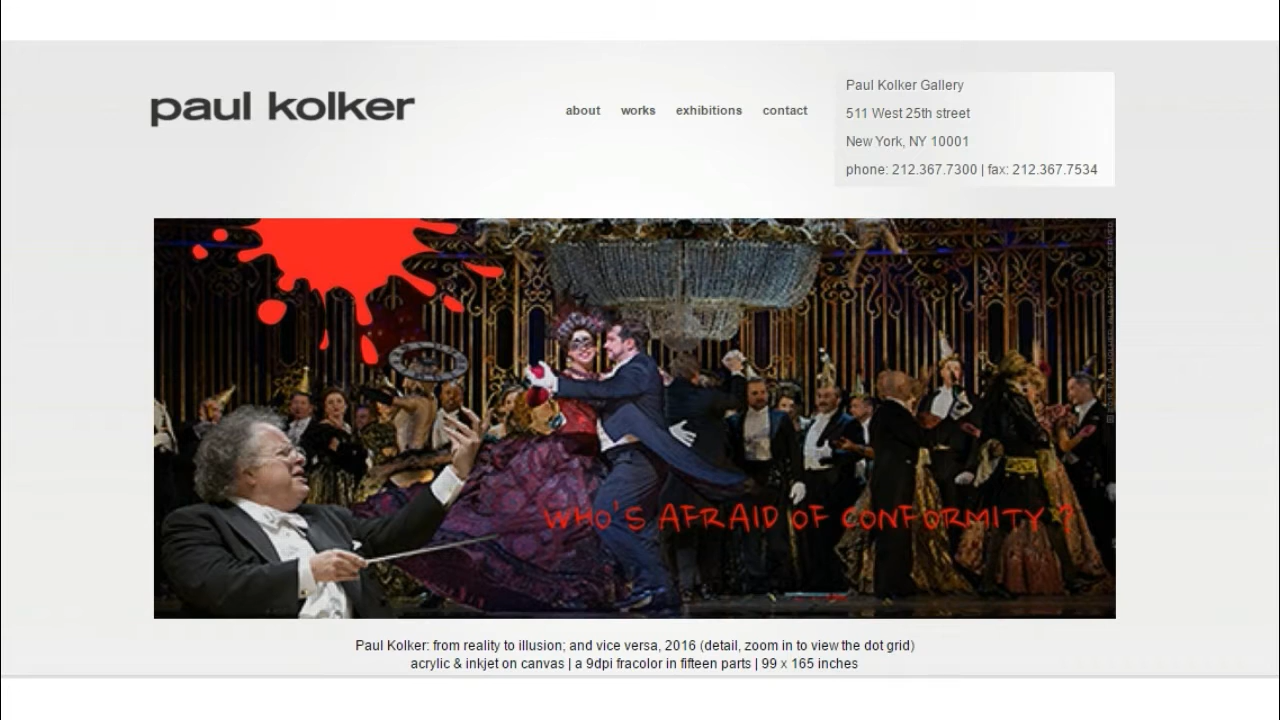 paul kolker
about works exhibitions contact
Paul Kolker Gallery
511 West 25th street
New York, NY 10001
phone: 212.367.7300 | fax: 212.367.7534
WHO'S AFRAID OF CONFORMITY ?
Paul Kolker: from reality to illusion; and vice versa, 2016 (detail, zoom in to view the dot grid)
acrylic & inkjet on canvas | a 9dpi fracolor in fifteen parts | 99 x 165 inches